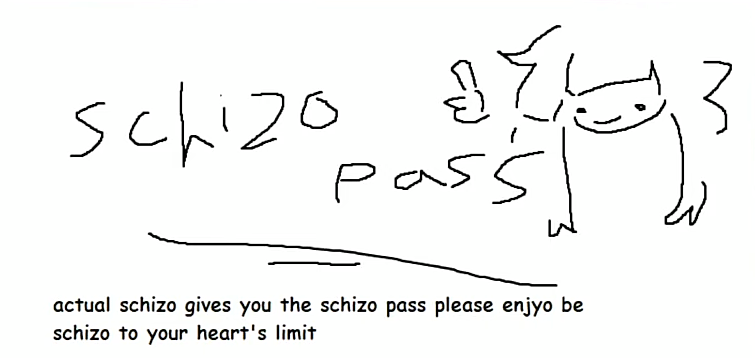 schizo
pass
actual schizo gives you the schizo pass please enjyo be
schizo to your heart's limit